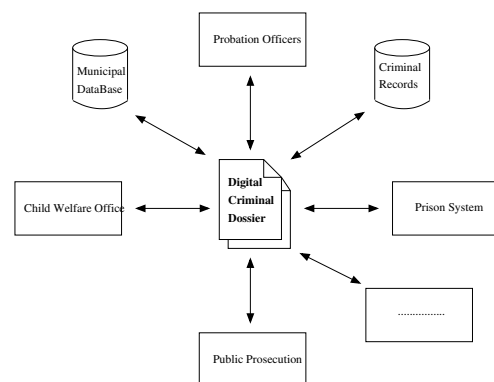 Probation Officers
Municipal
DataBase
Criminal
Records
Digital
Criminal
Dossier
Child Welfare Office
Prison System
................
Public Prosecution